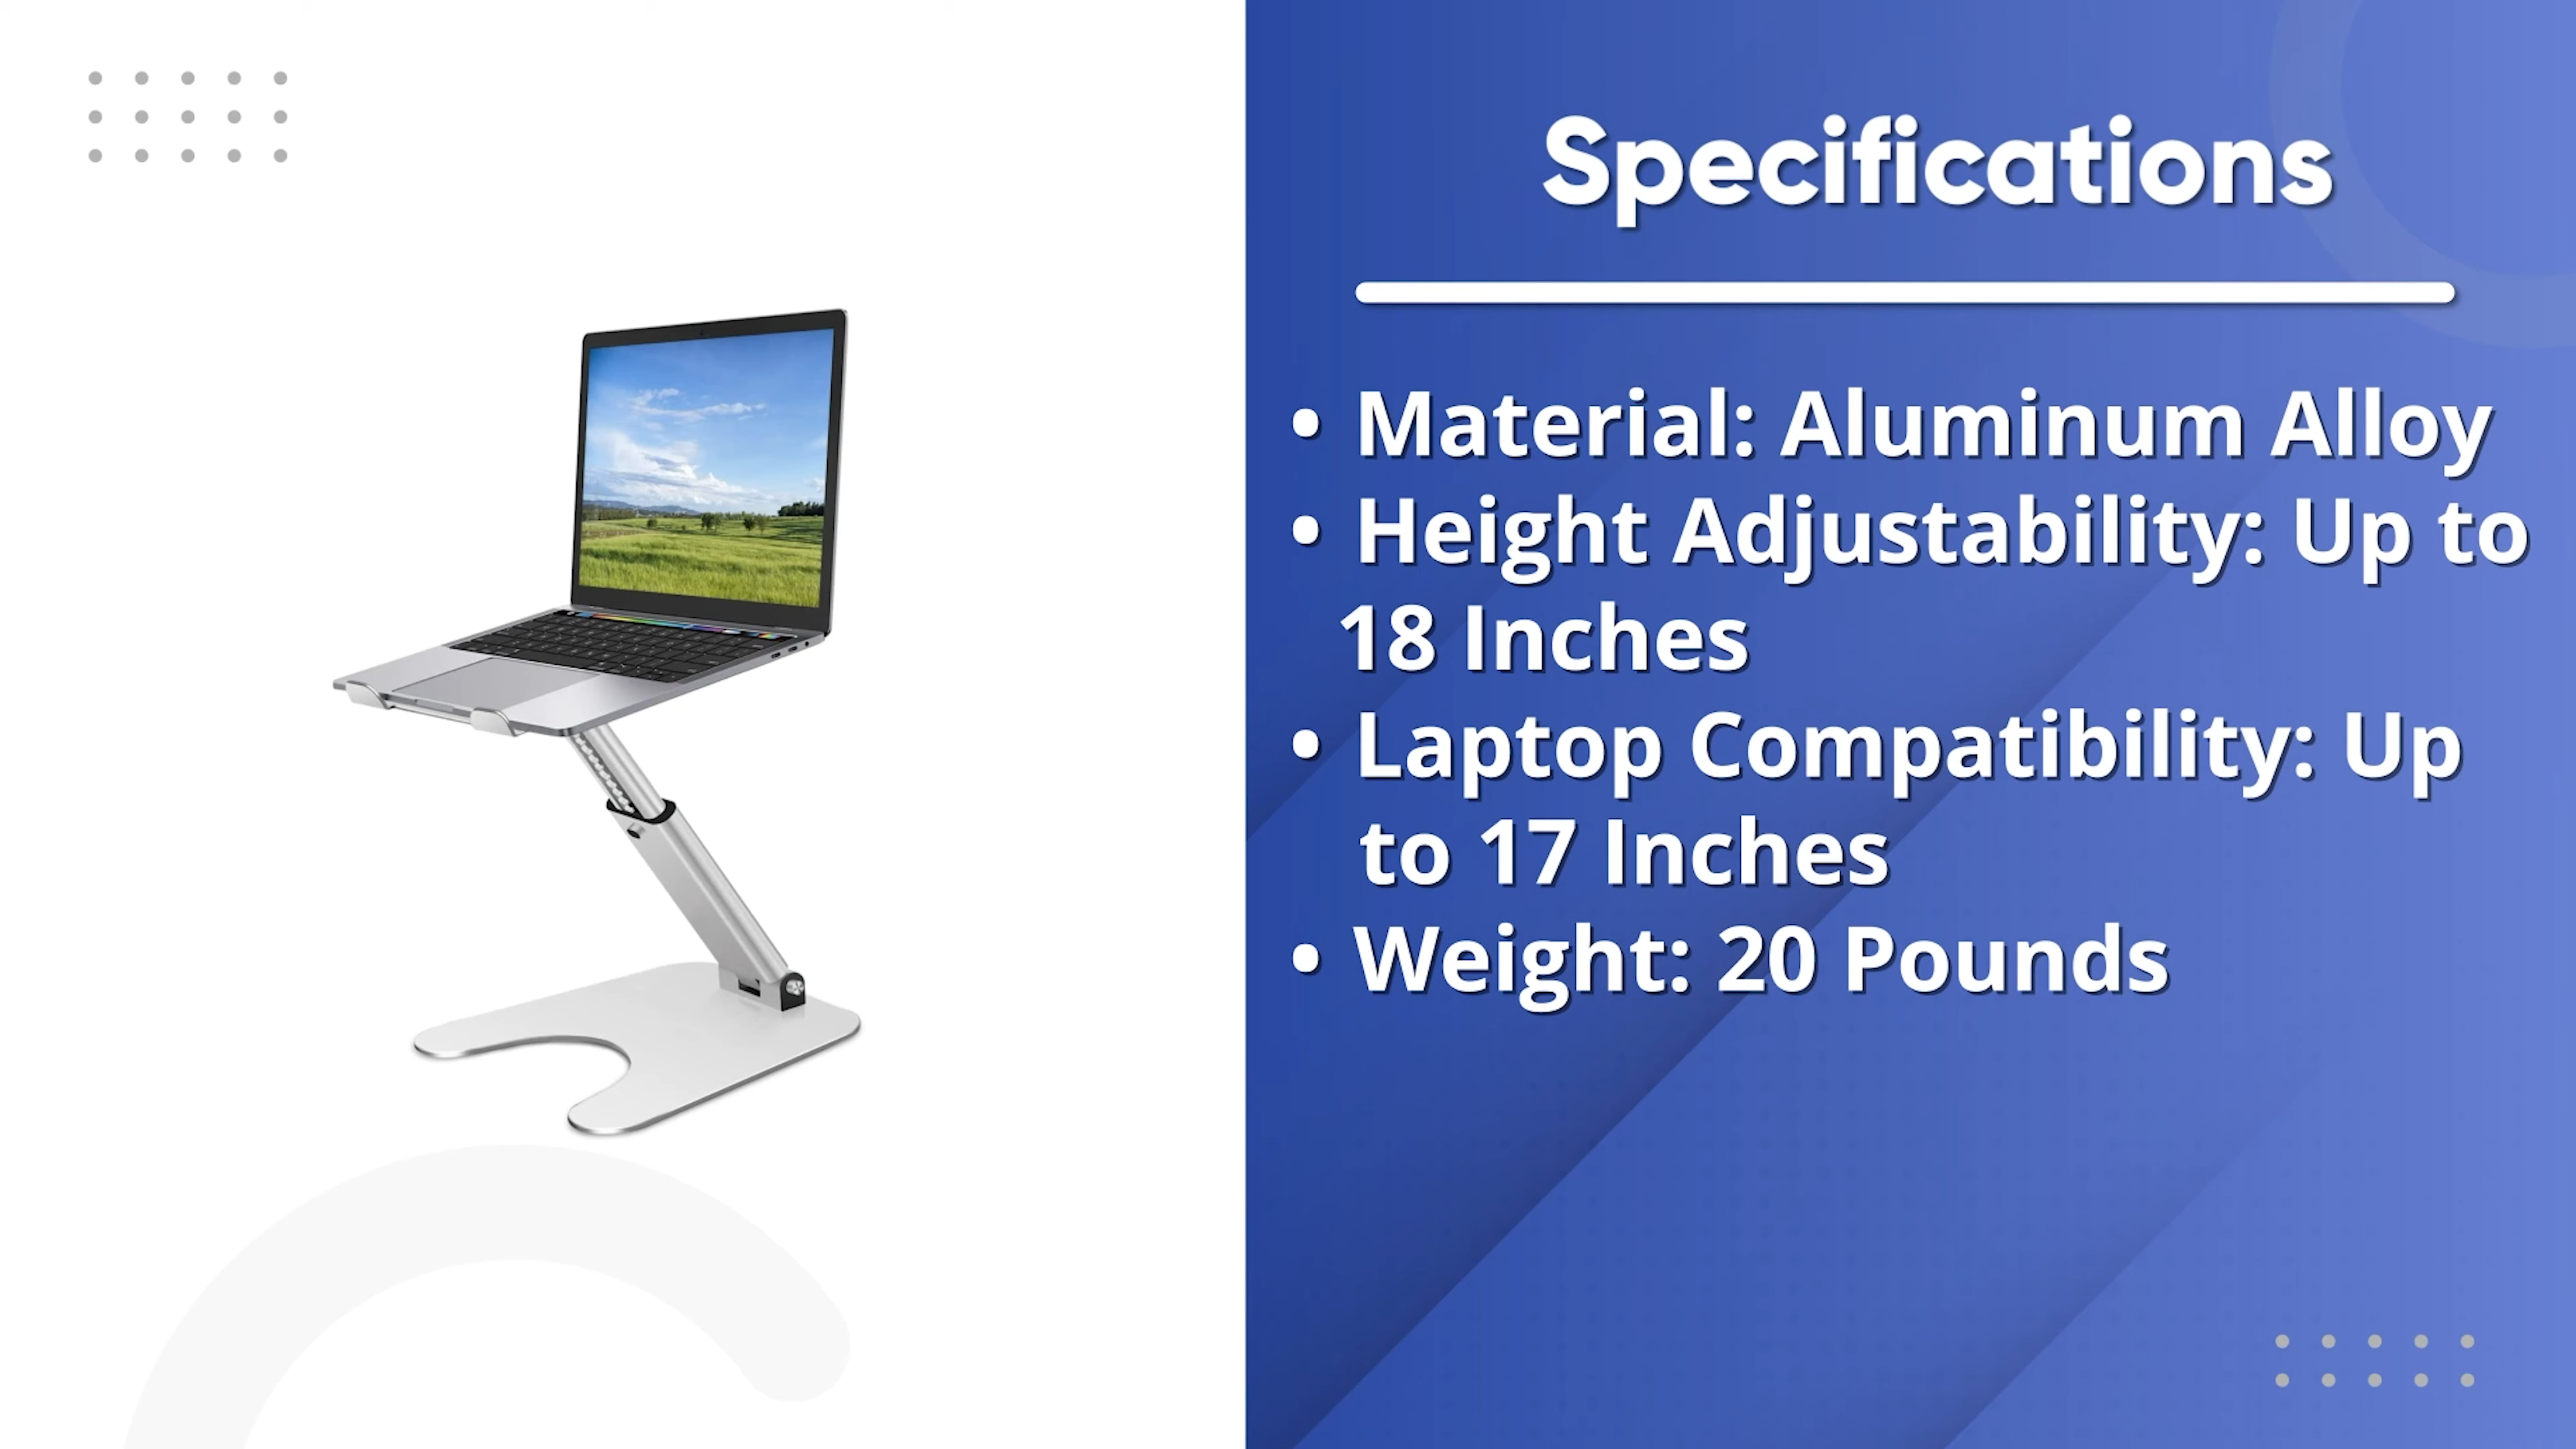 Specifications
• Material: Aluminum Alloy
• Height Adjustability: Up to
18 Inches
• Laptop Compatibility: Up
to 17 Inches
• Weight: 20 Pounds